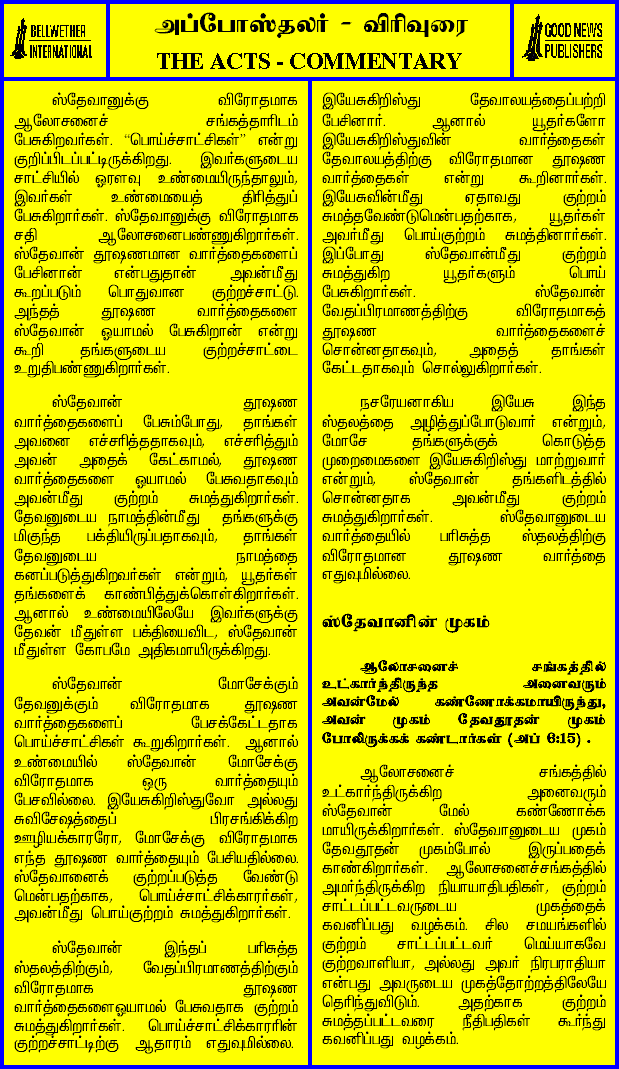 BELLWETHER
INTERNATIONAL
அப்போஸ்தலர் - விரிவுரை
THE ACTS - COMMENTARY
GOOD NEWS
PUBLISHERS
ஸ்தேவானுக்கு விரோதமாக
ஆலோசனைச் சங்கத்தாரிடம்
பேசுகிறவர்கள். “பொய்ச்சாட்சிகள்” என்று
குறிப்பிடப்பட்டிருக்கிறது. இவர்களுடைய
சாட்சியில் ஓரளவு உண்மையிருந்தாலும்,
இவர்கள் உண்மையைத் திரித்துப்
பேசுகிறார்கள். ஸ்தேவானுக்கு விரோதமாக
சதி ஆலோசனைபண்ணுகிறார்கள்.
ஸ்தேவான் தூஷணமான வார்த்தைகளைப்
பேசினான் என்பதுதான் அவன்மீது
கூறப்படும் பொதுவான குற்றச்சாட்டு.
அந்தத் தூஷண வார்த்தைகளை
ஸ்தேவான் ஓயாமல் பேசுகிறான் என்று
கூறி தங்களுடைய குற்றச்சாட்டை
உறுதிபண்ணுகிறார்கள்.
ஸ்தேவான் தூஷண
வார்த்தைகளைப் பேசும்போது, தாங்கள்
அவனை எச்சரித்ததாகவும், எச்சரித்தும்
அவன் அதைக் கேட்காமல், தூஷண
வார்த்தைகளை ஓயாமல் பேசுவதாகவும்
அவன்மீது குற்றம் சுமத்துகிறார்கள்.
தேவனுடைய நாமத்தின்மீது தங்களுக்கு
மிகுந்த பக்தியிருப்பதாகவும், தாங்கள்
தேவனுடைய நாமத்தை
கனப்படுத்துகிறவர்கள் என்றும், யூதர்கள்
தங்களைக் காண்பித்துக்கொள்கிறார்கள்.
ஆனால் உண்மையிலேயே இவர்களுக்கு
தேவன் மீதுள்ள பக்தியைவிட, ஸ்தேவான்
மீதுள்ள கோபமே அதிகமாயிருக்கிறது.
ஸ்தேவான் மோசேக்கும்
தேவனுக்கும் விரோதமாக தூஷண
வார்த்தைகளைப் பேசக்கேட்டதாக
பொய்ச்சாட்சிகள் கூறுகிறார்கள். ஆனால்
உண்மையில் ஸ்தேவான் மோசேக்கு
விரோதமாக ஒரு வார்த்தையும்
பேசவில்லை. இயேசுகிறிஸ்துவோ அல்லது
சுவிசேஷத்தைப் பிரசங்கிக்கிற
ஊழியக்காரரோ, மோசேக்கு விரோதமாக
எந்த தூஷண வார்த்தையும் பேசியதில்லை.
ஸ்தேவானைக் குற்றப்படுத்த வேண்டு
மென்பதற்காக, பொய்ச்சாட்சிக்காரர்கள்,
அவன்மீது பொய்குற்றம் சுமத்துகிறார்கள்.
ஸ்தேவான் இந்தப் பரிசுத்த
ஸ்தலத்திற்கும், வேதப்பிரமாணத்திற்கும்
விரோதமாக தூஷண
வார்த்தைகளைஓயாமல் பேசுவதாக குற்றம்
சுமத்துகிறார்கள். பொய்ச்சாட்சிக்காரரின்
குற்றச்சாட்டிற்கு ஆதாரம் எதுவுமில்லை.
இயேசுகிறிஸ்து தேவாலயத்தைப்பற்றி
பேசினார். ஆனால் யூதர்களோ
இயேசுகிறிஸ்துவின் வார்த்தைகள்
தேவாலயத்திற்கு விரோதமான தூஷண
வார்த்தைகள் என்று கூறினார்கள்.
இயேசுவின்மீது ஏதாவது குற்றம்
சுமத்தவேண்டுமென்பதற்காக, யூதர்கள்
அவர்மீது பொய்குற்றம் சுமத்தினார்கள்.
இப்போது ஸ்தேவான்மீது குற்றம்
சுமத்துகிற யூதர்களும் பொய்
பேசுகிறார்கள். ஸ்தேவான்
வேதப்பிரமாணத்திற்கு விரோதமாகத்
தூஷண வார்த்தைகளைச்
சொன்னதாகவும், அதைத் தாங்கள்
கேட்டதாகவும் சொல்லுகிறார்கள்.
நசரேயனாகிய இயேசு இந்த
ஸ்தலத்தை அழித்துப்போடுவார் என்றும்,
மோசே தங்களுக்குக் கொடுத்த
முறைமைகளை இயேசுகிறிஸ்து மாற்றுவார்
என்றும், ஸ்தேவான் தங்களிடத்தில்
சொன்னதாக அவன்மீது குற்றம்
சுமத்துகிறார்கள். ஸ்தேவானுடைய
வார்த்தையில் பரிசுத்த ஸ்தலத்திற்கு
விரோதமான தூஷண வார்த்தை
எதுவுமில்லை.
ஸ்தேவானின் முகம்
ஆலோசனைச் சங்கத்தில்
உட்கார்ந்திருந்த அனைவரும்
அவன்மேல் கண்ணோக்கமாயிருந்து,
அவன் முகம் தேவதூதன் முகம்
போலிருக்கக் கண்டார்கள் (அப் 6:15) .
ஆலோசனைச் சங்கத்தில்
உட்கார்ந்திருக்கிற அனைவரும்
ஸ்தேவான் மேல் கண்ணோக்க
மாயிருக்கிறார்கள். ஸ்தேவானுடைய முகம்
தேவதூதன் முகம்போல் இருப்பதைக்
காண்கிறார்கள். ஆலோசனைச்சங்கத்தில்
அமர்ந்திருக்கிற நியாயாதிபதிகள், குற்றம்
சாட்டப்பட்டவருடைய முகத்தைக்
கவனிப்பது வழக்கம். சில சமயங்களில்
குற்றம் சாட்டப்பட்டவர் மெய்யாகவே
குற்றவாளியா, அல்லது அவர் நிரபராதியா
என்பது அவருடைய முகத்தோற்றத்திலேயே
தெரிந்துவிடும். அதற்காக குற்றம்
சுமத்தப்பட்டவரை நீதிபதிகள் கூர்ந்து
கவனிப்பது வழக்கம்.